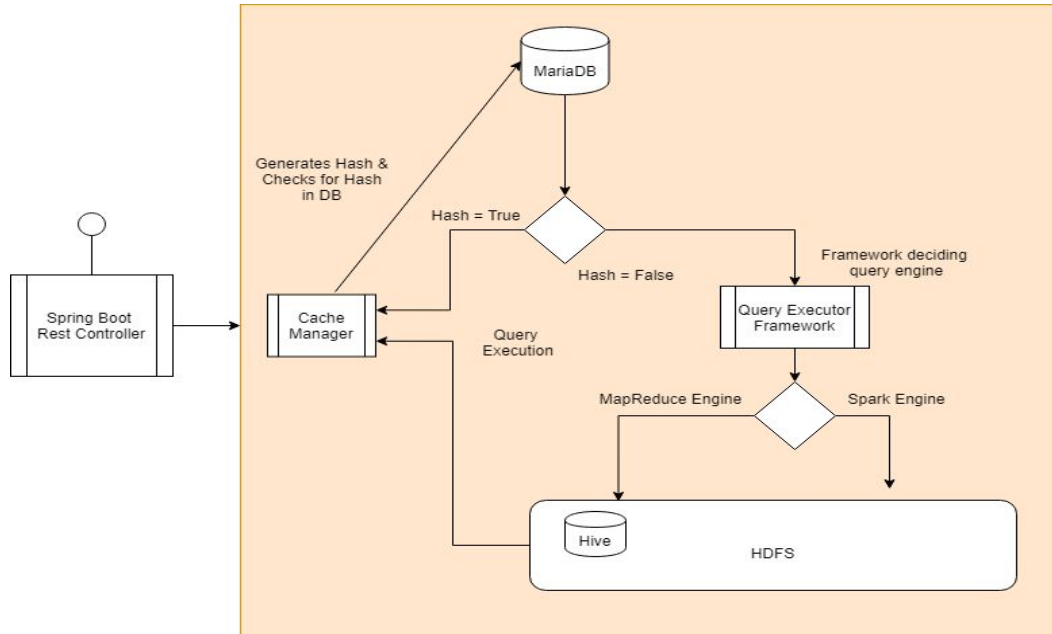 MariaDB
Generates Hash &
Checks for Hash
in DB
Hash = True
Hash = False
Framework deciding
query engine
Spring Boot
Rest Controller
Cache
Manager
Query
Execution
Query Executor
Framework
MapReduce Engine
Spark Engine
Hive
HDFS